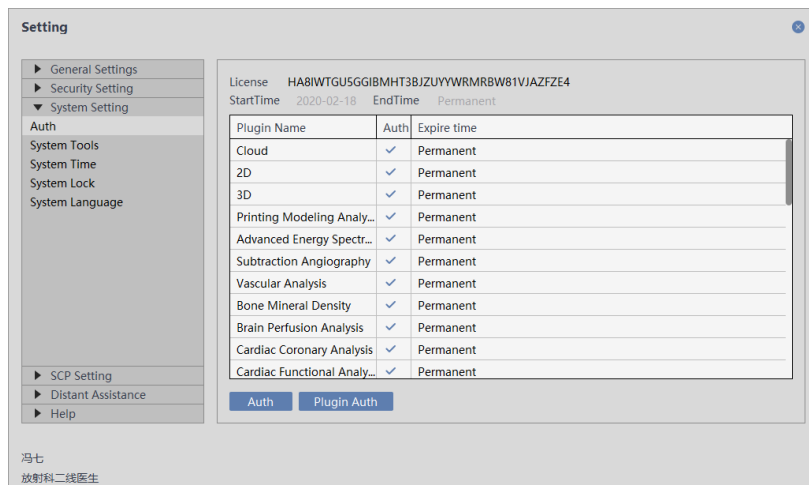 Setting
General Settings
Security Setting
System Setting
Auth
System Tools
System Time
System Lock
System Language
SCP Setting
Distant Assistance
Help
License HA8IWTGU5GGIBMHT3BJZUYYWRMRBW81VJAZFZE4
StartTime 2020-02-18 EndTime Permanent
Plugin Name Auth Expire time
Cloud Permanent
2D Permanent
3D Permanent
Printing Modeling Analy... Permanent
Advanced Energy Spectr... Permanent
Subtraction Angiography Permanent
Vascular Analysis Permanent
Bone Mineral Density Permanent
Brain Perfusion Analysis Permanent
Cardiac Coronary Analysis Permanent
Cardiac Functional Analy... Permanent
Auth Plugin Auth
冯七
放射科二线医生